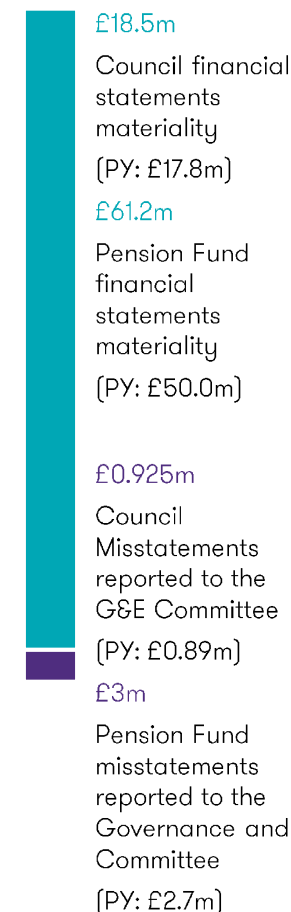 £18.5m
Council financial
statements
materiality
(PY: £17.8m)
£61.2m
Pension Fund
financial
statements
materiality
(PY: £50.0m)
£0.925m
Council
Misstatements
reported to the
G&E Committee
(PY: £0.89m)
£3m
Pension Fund
misstatements
reported to the
Governance and
Committee
(PY: £2.7m)